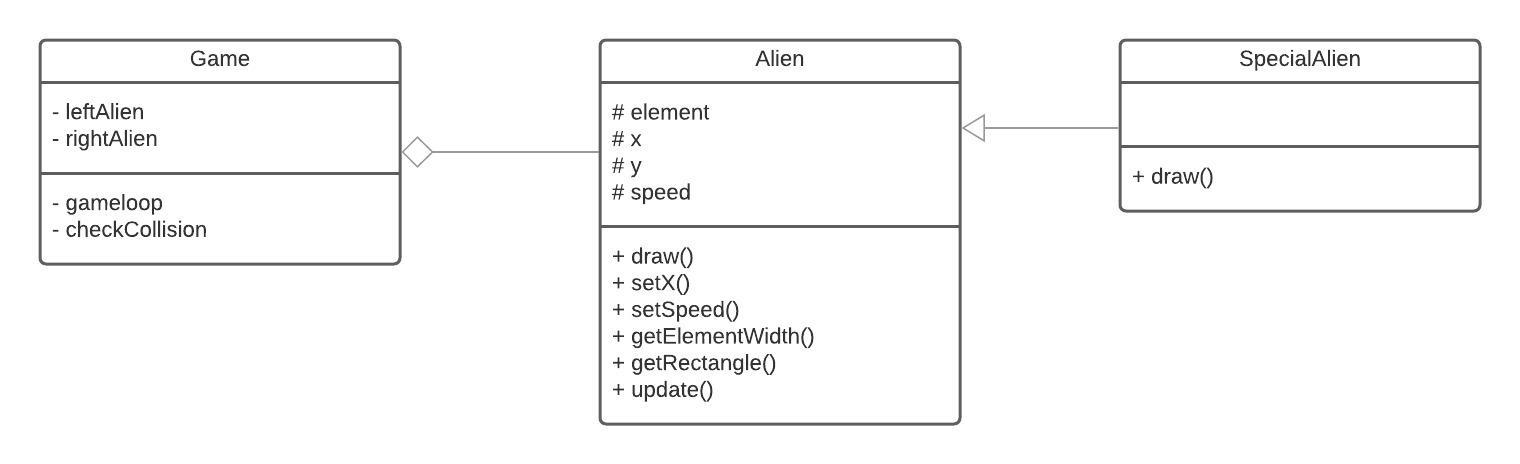 Game
- leftAlien
- rightAlien
- gameloop
- checkCollision
Alien
# element
# x
# y
# speed
+ draw()
+ setX()
+ setSpeed()
+ getElementWidth()
+ getRectangle()
+ update()
SpecialAlien
+ draw()